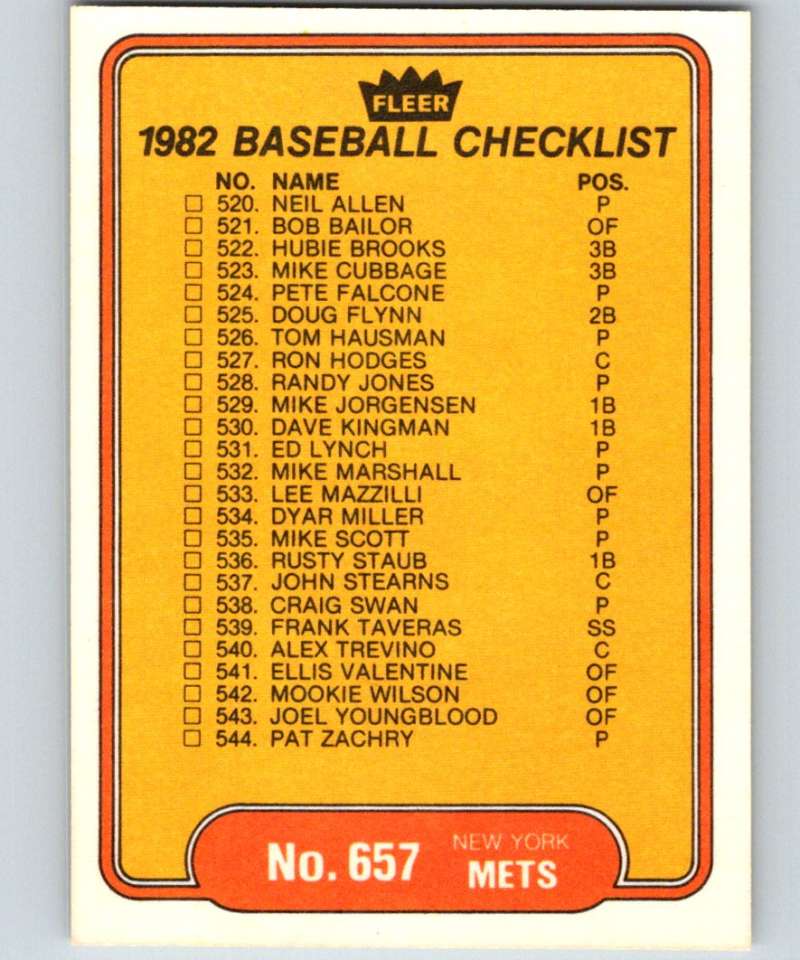 FLEER
1982 BASEBALL CHECKLIST
NO. NAME POS.
520. NEIL ALLEN P
521. BOB BAILOR OF
522. HUBIE BROOKS 3B
523. MIKE CUBBAGE 3B
524. PETE FALCONE P
525. DOUG FLYNN 2B
526. TOM HAUSMAN P
527. RON HODGES C
528. RANDY JONES P
529. MIKE JORGENSEN 1B
530. DAVE KINGMAN 1B
531. ED LYNCH P
532. MIKE MARSHALL P
533. LEE MAZZILLI OF
534. DYAR MILLER P
535. MIKE SCOTT P
536. RUSTY STAUB 1B
537. JOHN STEARNS C
538. CRAIG SWAN P
539. FRANK TAVERAS SS
540. ALEX TREVINO C
541. ELLIS VALENTINE OF
542. MOOKIE WILSON OF
543. JOEL YOUNGBLOOD OF
544. PAT ZACHRY P
No. 657
NEW YORK
METS